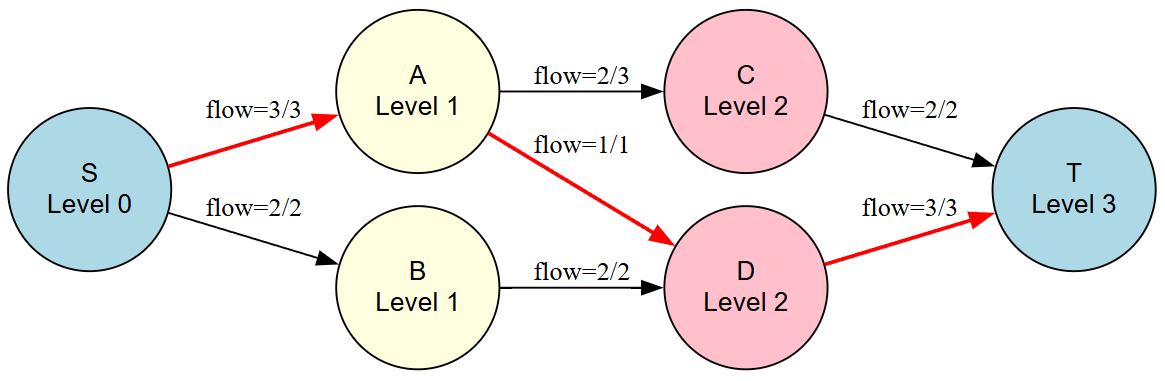 S
Level 0
flow=3/3
flow=2/2
A
Level 1
B
Level 1
flow=2/3
flow=1/1
flow=2/2
C
Level 2
D
Level 2
flow=2/2
flow=3/3
T
Level 3